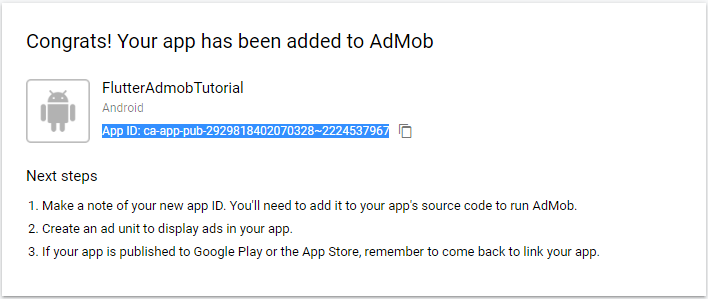 Congrats! Your app has been added to AdMob
FlutterAdmobTutorial
Android
App ID: ca-app-pub-2929818402070328~2224537967
Next steps
1. Make a note of your new app ID. You'll need to add it to your app's source code to run AdMob.
2. Create an ad unit to display ads in your app.
3. If your app is published to Google Play or the App Store, remember to come back to link your app.